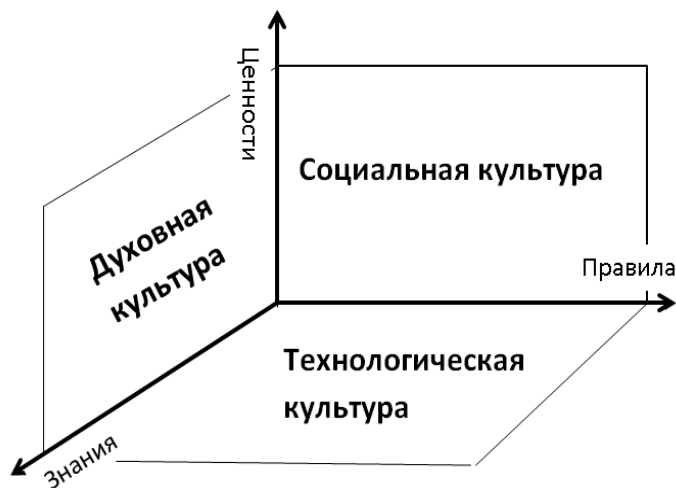 Ценности
Социальная культура
Духовная
культура
Правила
Технологическая
культура
Знания